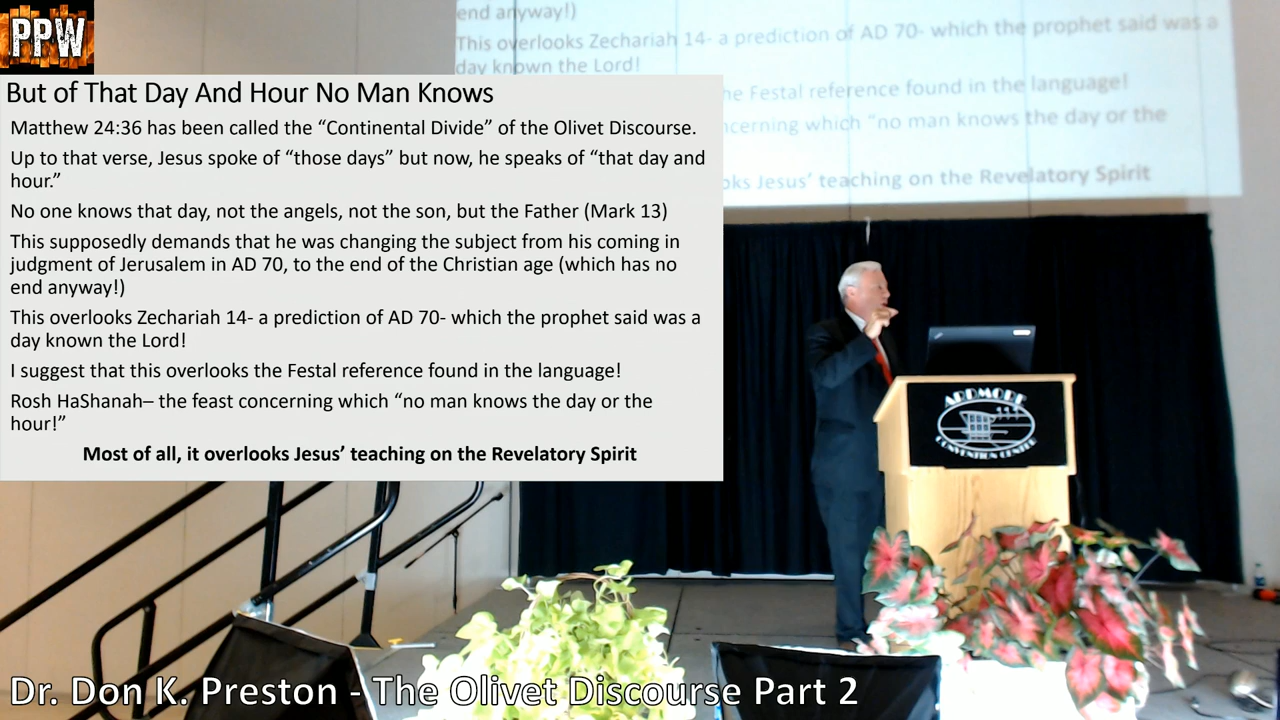 PPW
end anyway!)
This overlooks Zechariah 14- a prediction of AD 70- which the prophet said was a
day known the Lord!
he Festal reference found in the language!
ncerning which “no man knows the day or the
oks Jesus’ teaching on the Revelatory Spirit
But of That Day And Hour No Man Knows
Matthew 24:36 has been called the “Continental Divide” of the Olivet Discourse.
Up to that verse, Jesus spoke of “those days” but now, he speaks of “that day and
hour.”
No one knows that day, not the angels, not the son, but the Father (Mark 13)
This supposedly demands that he was changing the subject from his coming in
judgment of Jerusalem in AD 70, to the end of the Christian age (which has no
end anyway!)
This overlooks Zechariah 14- a prediction of AD 70- which the prophet said was a
day known the Lord!
I suggest that this overlooks the Festal reference found in the language!
Rosh HaShanah– the feast concerning which “no man knows the day or the
hour!”
Most of all, it overlooks Jesus’ teaching on the Revelatory Spirit
ARDMORE
CONVENTION CENTER
Dr. Don K. Preston - The Olivet Discourse Part 2